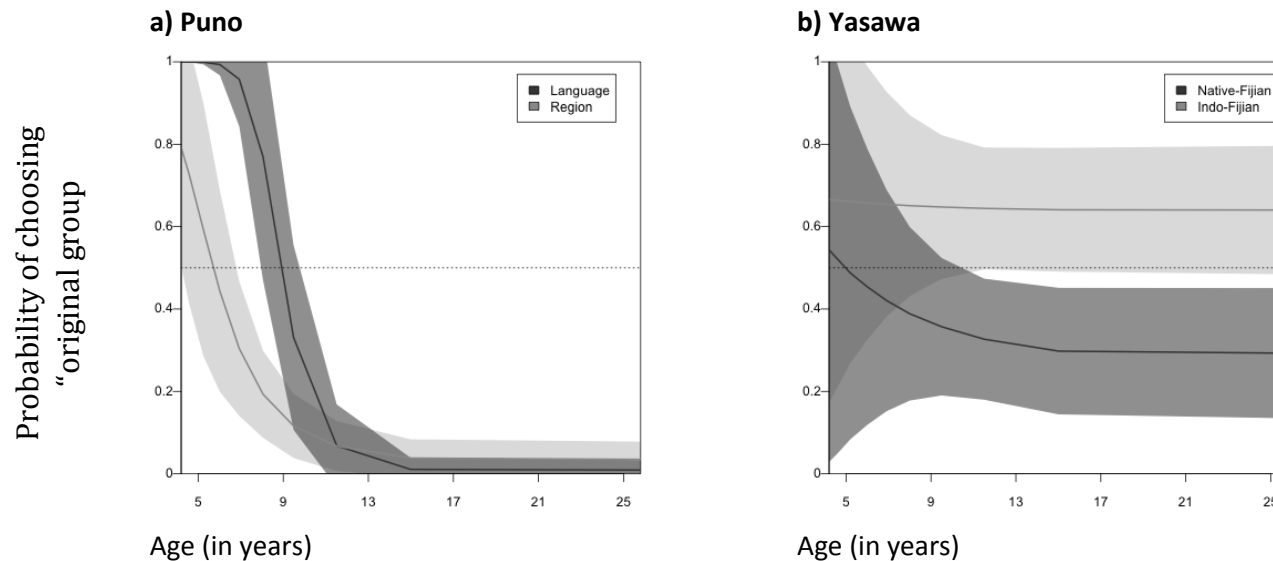 a) Puno
Probability of choosing
“original group
1
0.8
0.6
0.4
0.2
0
Language
Region
5 9 13 17 21 25
Age (in years)
b) Yasawa
1
0.8
0.6
0.4
0.2
0
Native-Fijian
Indo-Fijian
5 9 13 17 21 25
Age (in years)